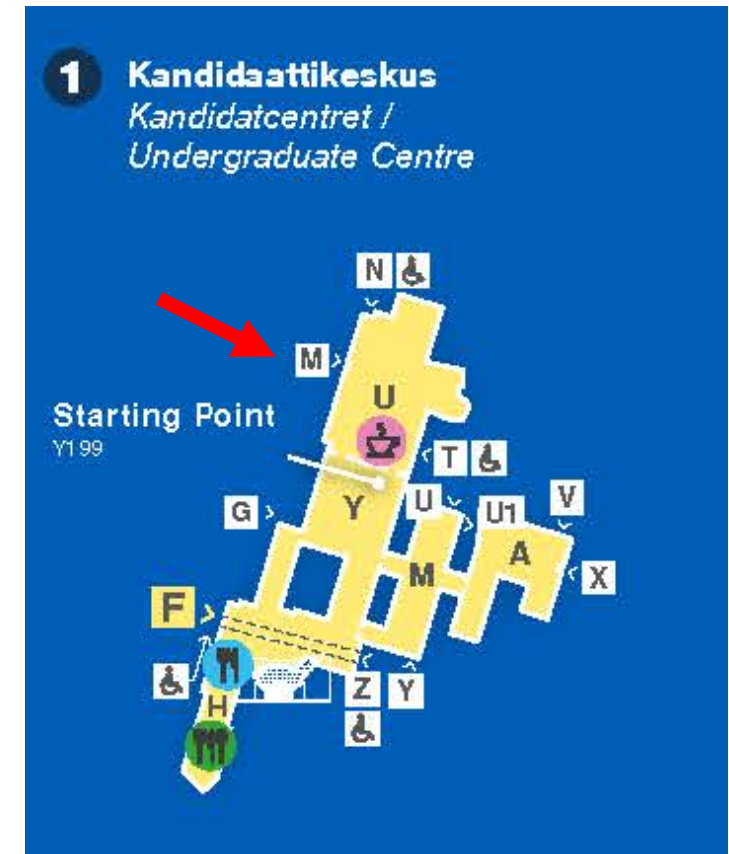 1 Kandidaattikeskus
Kandidatcentret /
Undergraduate Centre
N
M
U
Starting Point
Y199
T
Y
U
U1
V
G
A
M
X
F
Z Y
H